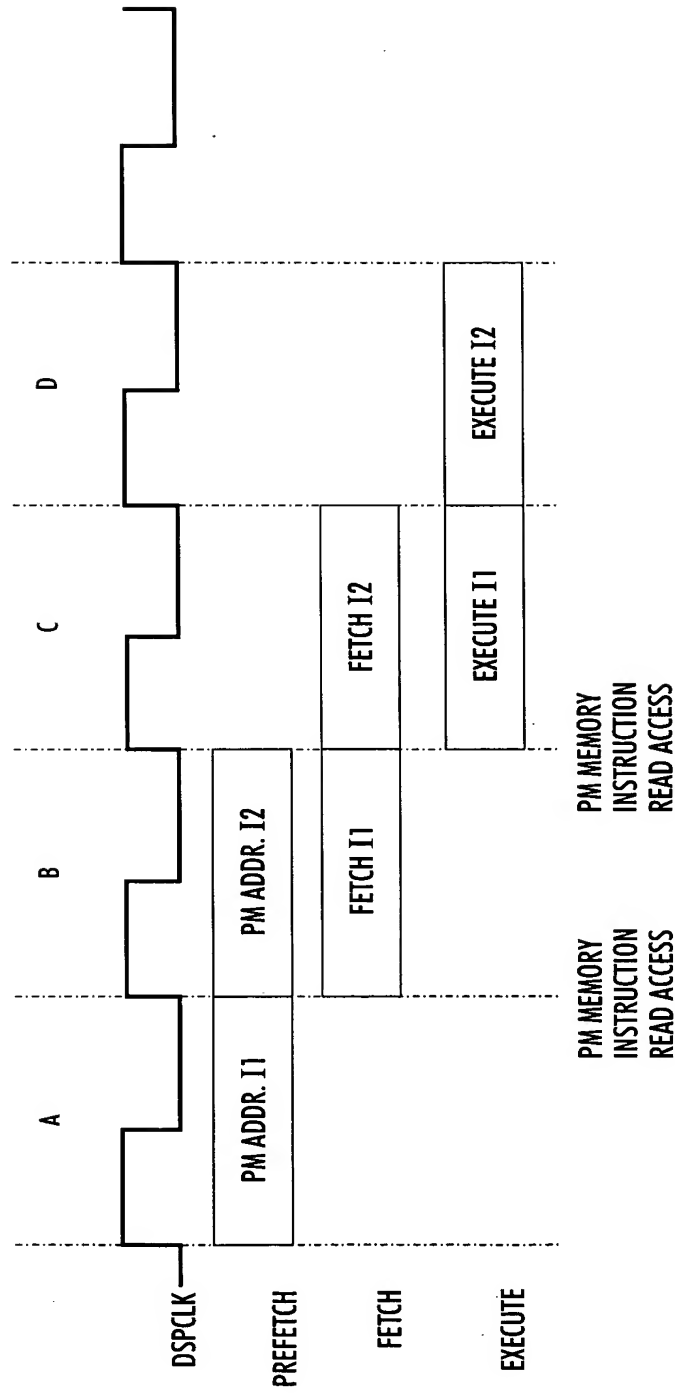 A
B
C
D
DSPCLK
PREFETCH
PM ADDR. I1
PM ADDR. I2
FETCH
FETCH I1
FETCH I2
EXECUTE
EXECUTE I1
EXECUTE I2
PM MEMORY
INSTRUCTION
READ ACCESS
PM MEMORY
INSTRUCTION
READ ACCESS